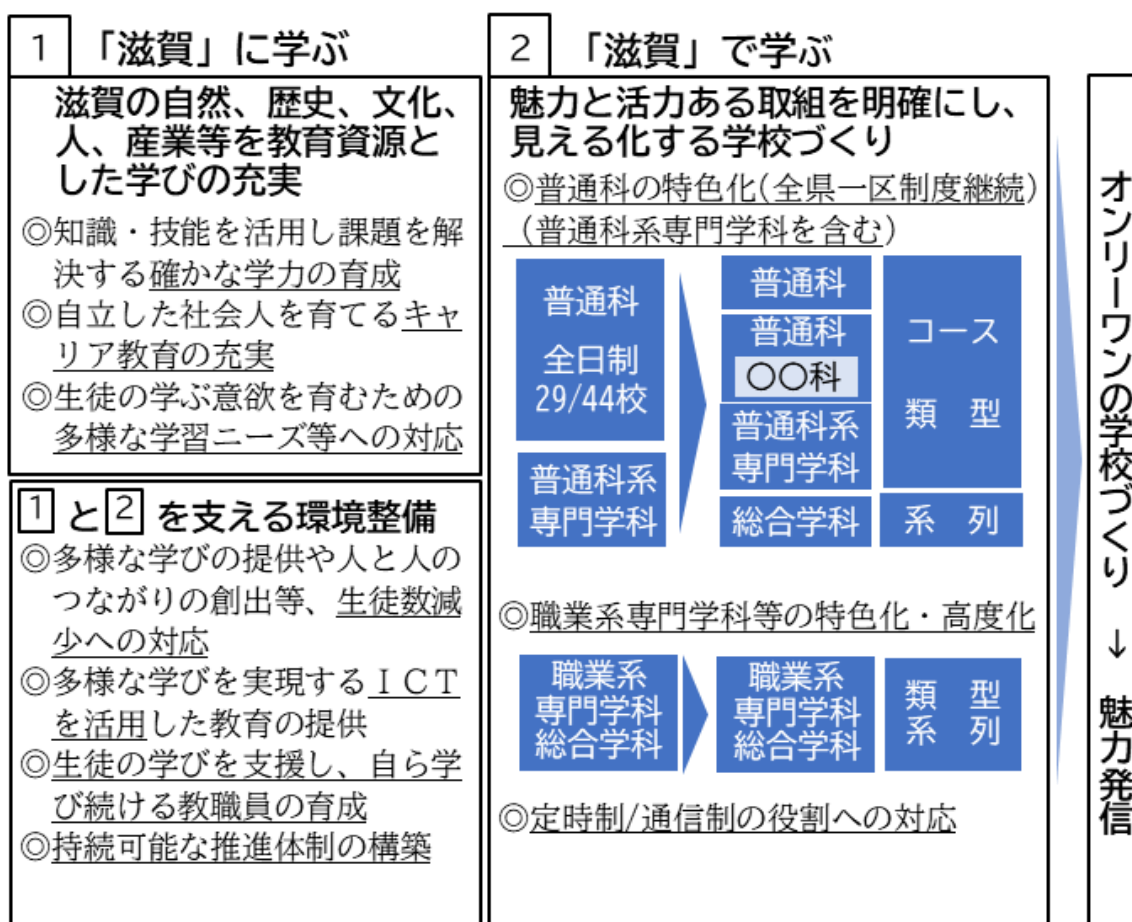 1 「滋賀」に学ぶ
滋賀の自然、歴史、文化、
人、産業等を教育資源と
した学びの充実
◎知識・技能を活用し課題を解
決する確かな学力の育成
◎自立した社会人を育てるキャ
リア教育の充実
◎生徒の学ぶ意欲を育むための
多様な学習ニーズ等への対応
1 と 2 を支える環境整備
◎多様な学びの提供や人と人の
つながりの創出等、生徒数減
少への対応
◎多様な学びを実現するＩＣＴ
を活用した教育の提供
◎生徒の学びを支援し、自ら学
び続ける教職員の育成
◎持続可能な推進体制の構築
2 「滋賀」で学ぶ
魅力と活力ある取組を明確にし、
見える化する学校づくり
◎普通科の特色化(全県一区制度継続)
（普通科系専門学科を含む）
普通科
全日制
29/44校
普通科系
専門学科
普通科
普通科
〇〇科
普通科系
専門学科
総合学科
コース
類　型
系　列
◎職業系専門学科等の特色化・高度化
職業系
専門学科
総合学科
職業系
専門学科
総合学科
類　型
系　列
◎定時制/通信制の役割への対応
オンリーワンの学校づくり　→　魅力発信